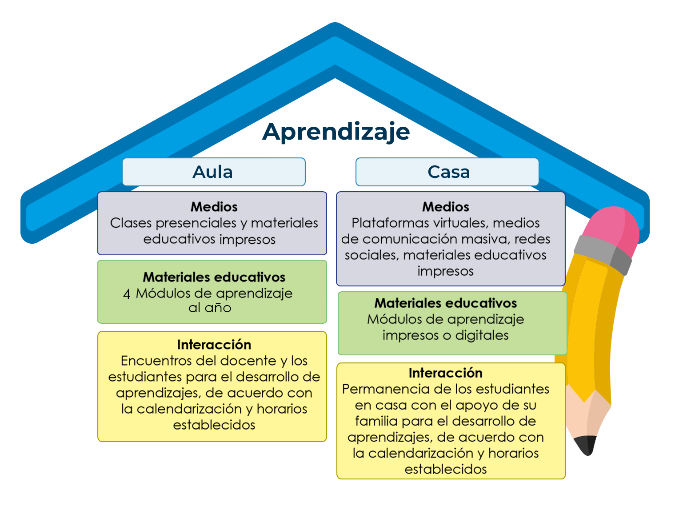 Aprendizaje
Aula
Medios
Clases presenciales y materiales
educativos impresos
Materiales educativos
4 Módulos de aprendizaje
al año
Interacción
Encuentros del docente y los
estudiantes para el desarrollo de
aprendizajes, de acuerdo con
la calendarización y horarios
establecidos
Casa
Medios
Plataformas virtuales, medios
de comunicación masiva, redes
sociales, materiales educativos
impresos
Materiales educativos
Módulos de aprendizaje
impresos o digitales
Interacción
Permanencia de los estudiantes
en casa con el apoyo de su
familia para el desarrollo de
aprendizajes, de acuerdo con
la calendarización y horarios
establecidos